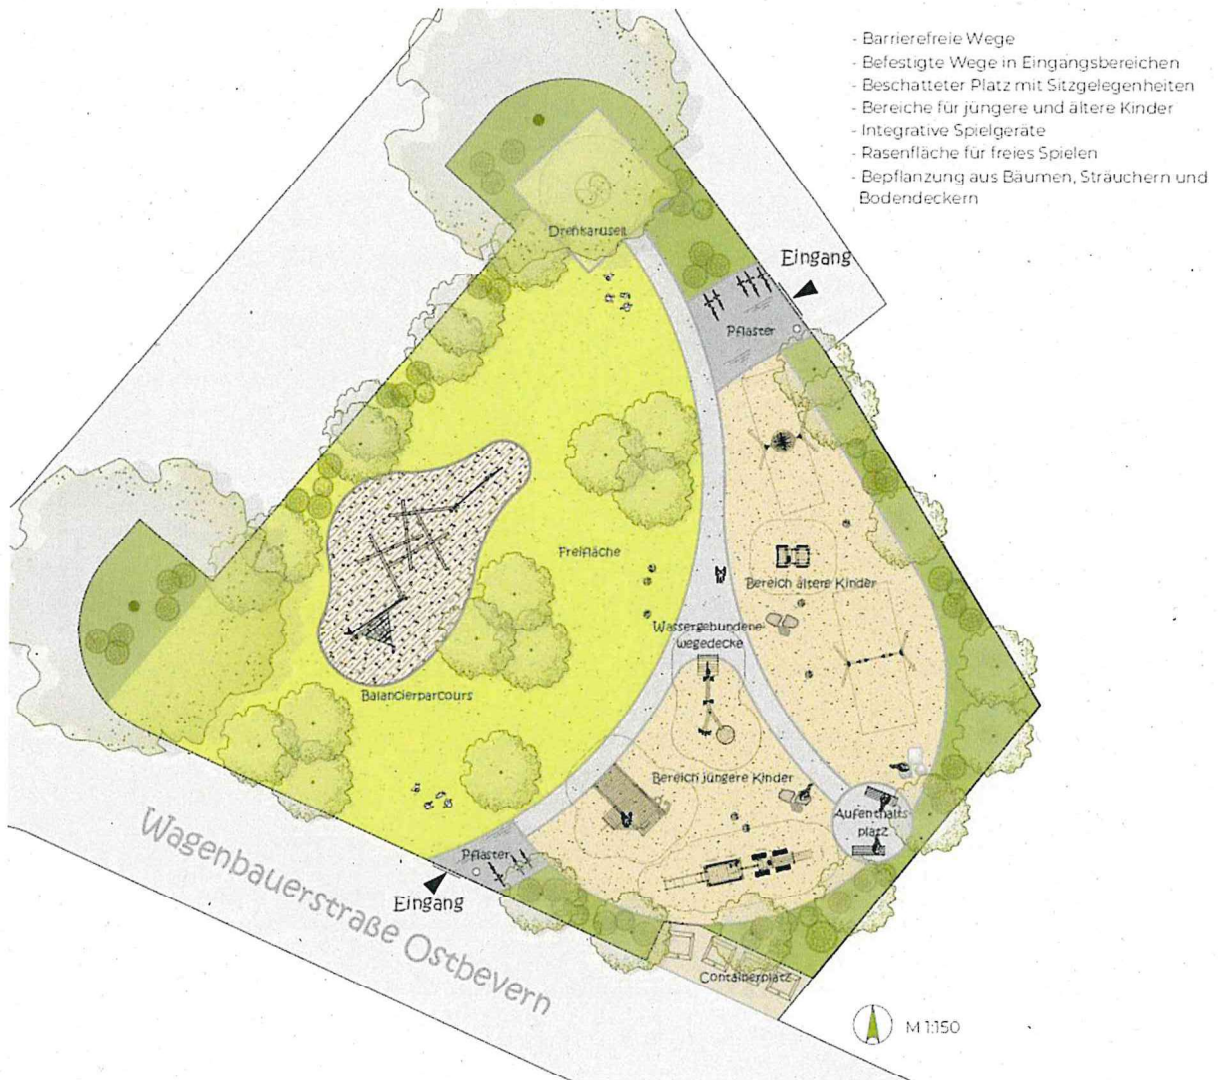 - Barrierefreie Wege
- Befestigte Wege in Eingangsbereichen
- Beschatteter Platz mit Sitzgelegenheiten
- Bereiche für jüngere und ältere Kinder
- Integrative Spielgeräte
- Rasenfläche für freies Spielen
- Bepflanzung aus Bäumen, Sträuchern und
Bodendeckern
Drehkarusell
Eingang
Pflaster
Freifläche
Bereich ältere Kinder
Wassergebundene
Wegedecke
Balancierparcours
Bereich jüngere Kinder
Aufenthalts-
platz
Pflaster
Eingang
Wagenbauerstraße Ostbevern
Containerplatz
M 1:150